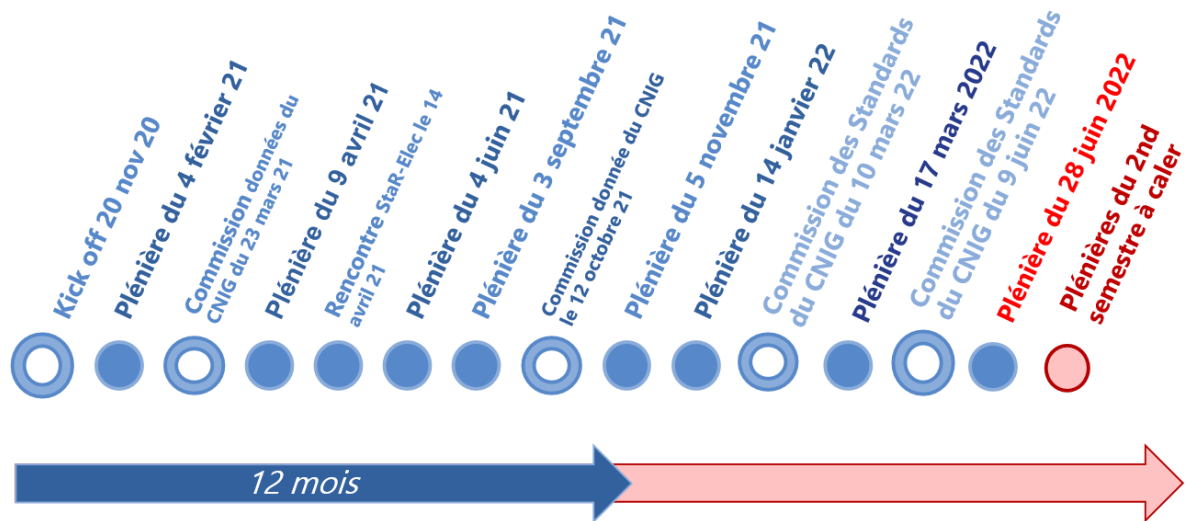 Kick off 20 nov 20
Plénière du 4 février 21
Commission données du
CNIG du 23 mars 21
Plénière du 9 avril 21
Rencontre StaR-Elec le 14
avril 21
Plénière du 4 juin 21
Plénière du 3 septembre 21
Commission donnée du CNIG
le 12 octobre 21
Plénière du 5 novembre 21
Plénière du 14 janvier 22
Commission des Standards
du CNIG du 10 mars 22
Plénière du 17 mars 2022
Commission des Standards
du CNIG du 9 juin 22
Plénière du 28 juin 2022
Plénières du 2nd
semestre à caler
12 mois